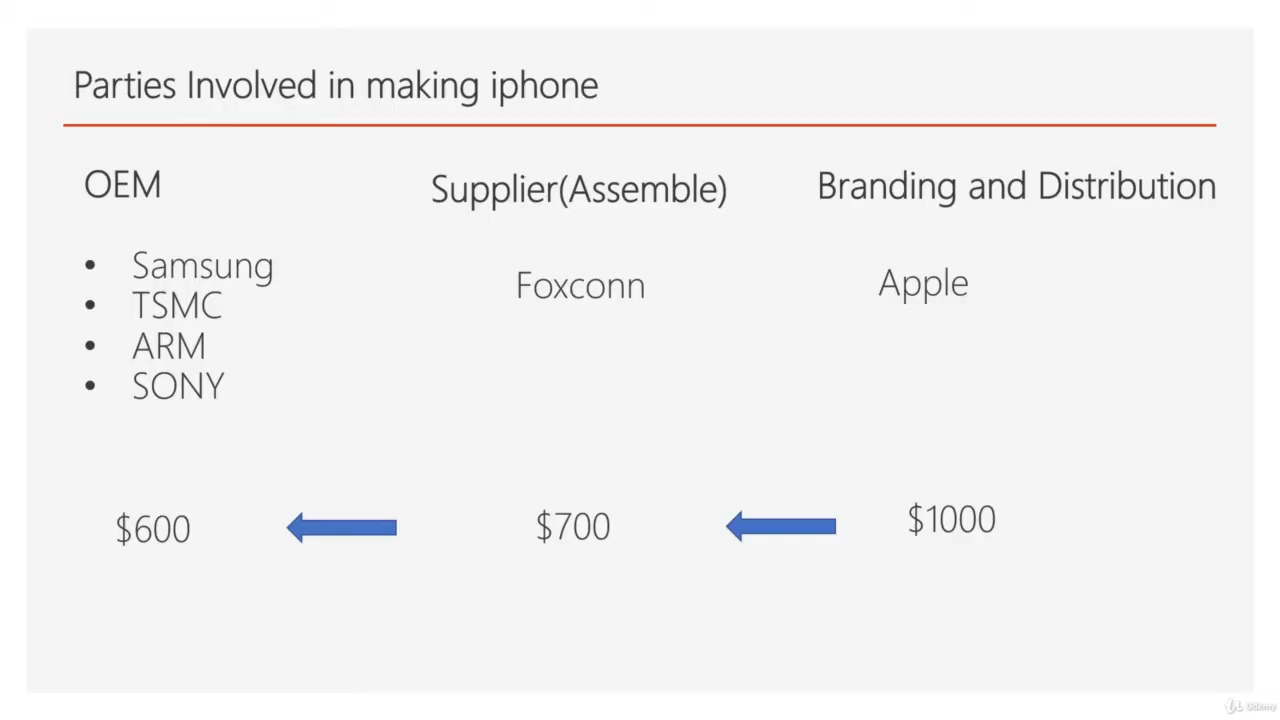 Parties Involved in making iphone
OEM
• Samsung
• TSMC
• ARM
• SONY
$600
Supplier(Assemble)
Foxconn
$700
Branding and Distribution
Apple
$1000
Udemy